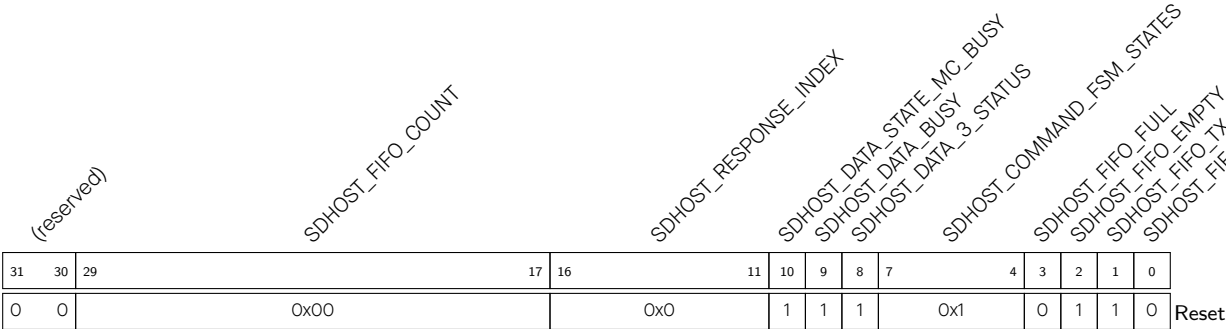 (reserved)
SDHOST_FIFO_COUNT
SDHOST_RESPONSE_INDEX
SDHOST_DATA_STATE_MC_BUSY
SDHOST_DATA_BUSY
SDHOST_DATA_3_STATUS
SDHOST_COMMAND_FSM_STATES
SDHOST_FIFO_FULL
SDHOST_FIFO_EMPTY
SDHOST_FIFO_TX
SDHOST_FIF
31 30 29 17 16 11 10 9 8 7 4 3 2 1 0
0 0 0x00 0x0 1 1 1 0x1 0 1 1 0 Reset